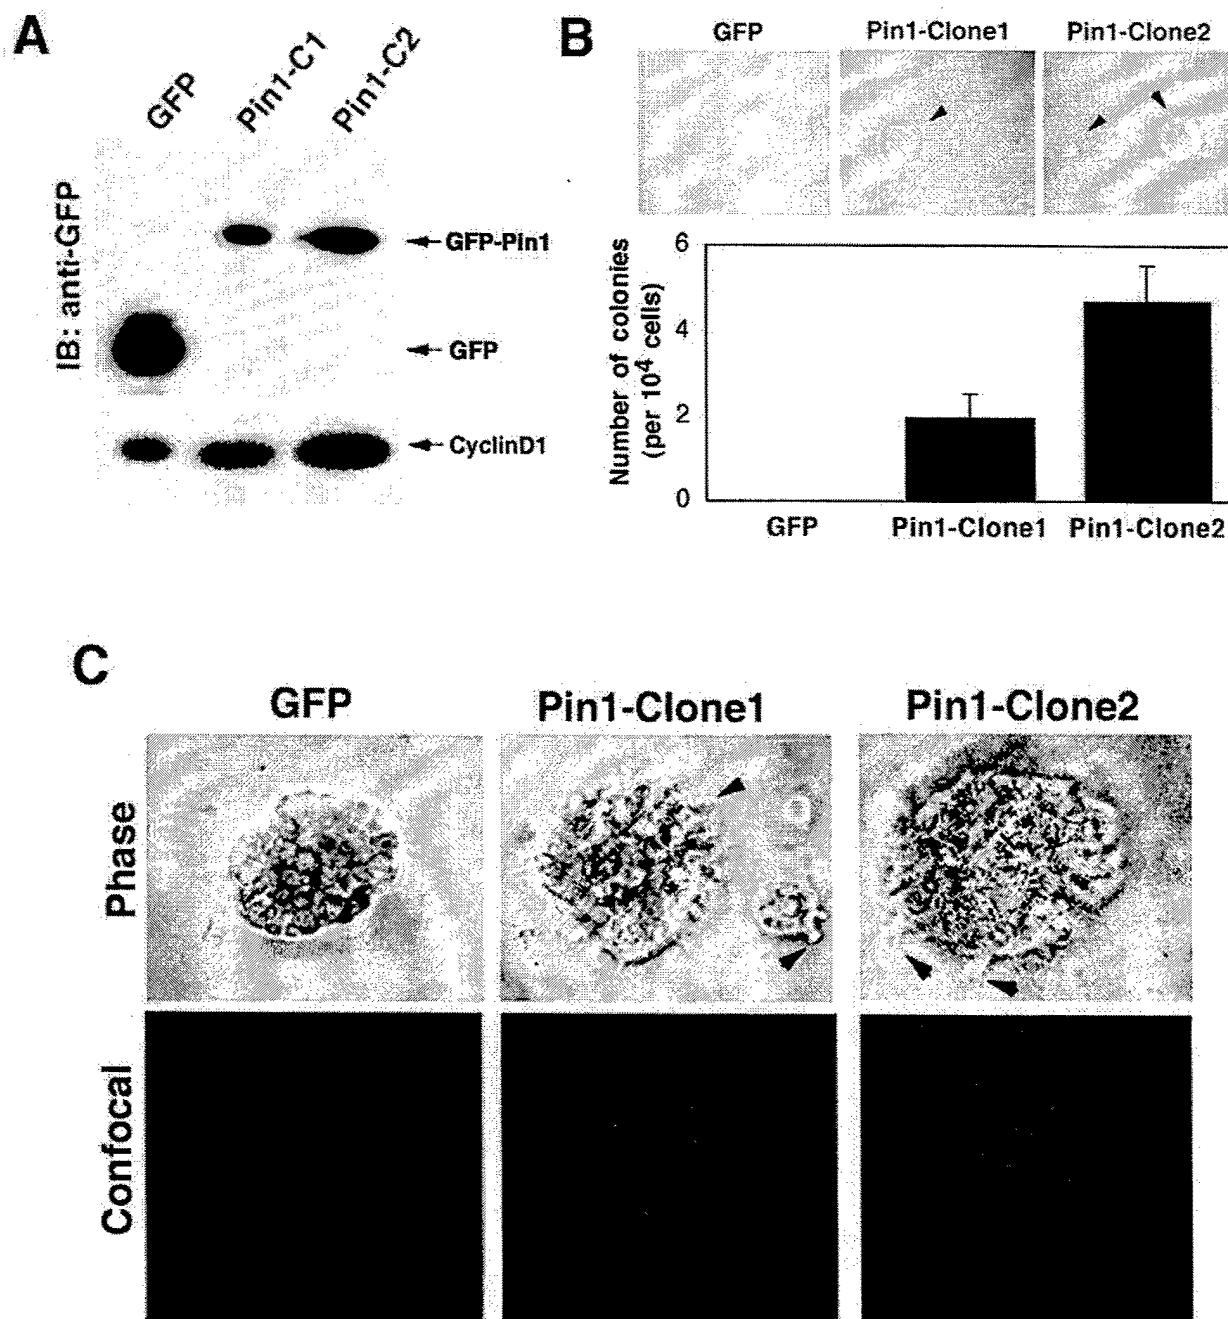 A
GFP
Pin1-C1
Pin1-C2
IB: anti-GFP
GFP-Pin1
GFP
CyclinD1
B
GFP
Pin1-Clone1
Pin1-Clone2
Number of colonies
(per 10⁴ cells)
6
4
2
0
GFP
Pin1-Clone1
Pin1-Clone2
C
GFP
Pin1-Clone1
Pin1-Clone2
Phase
Confocal